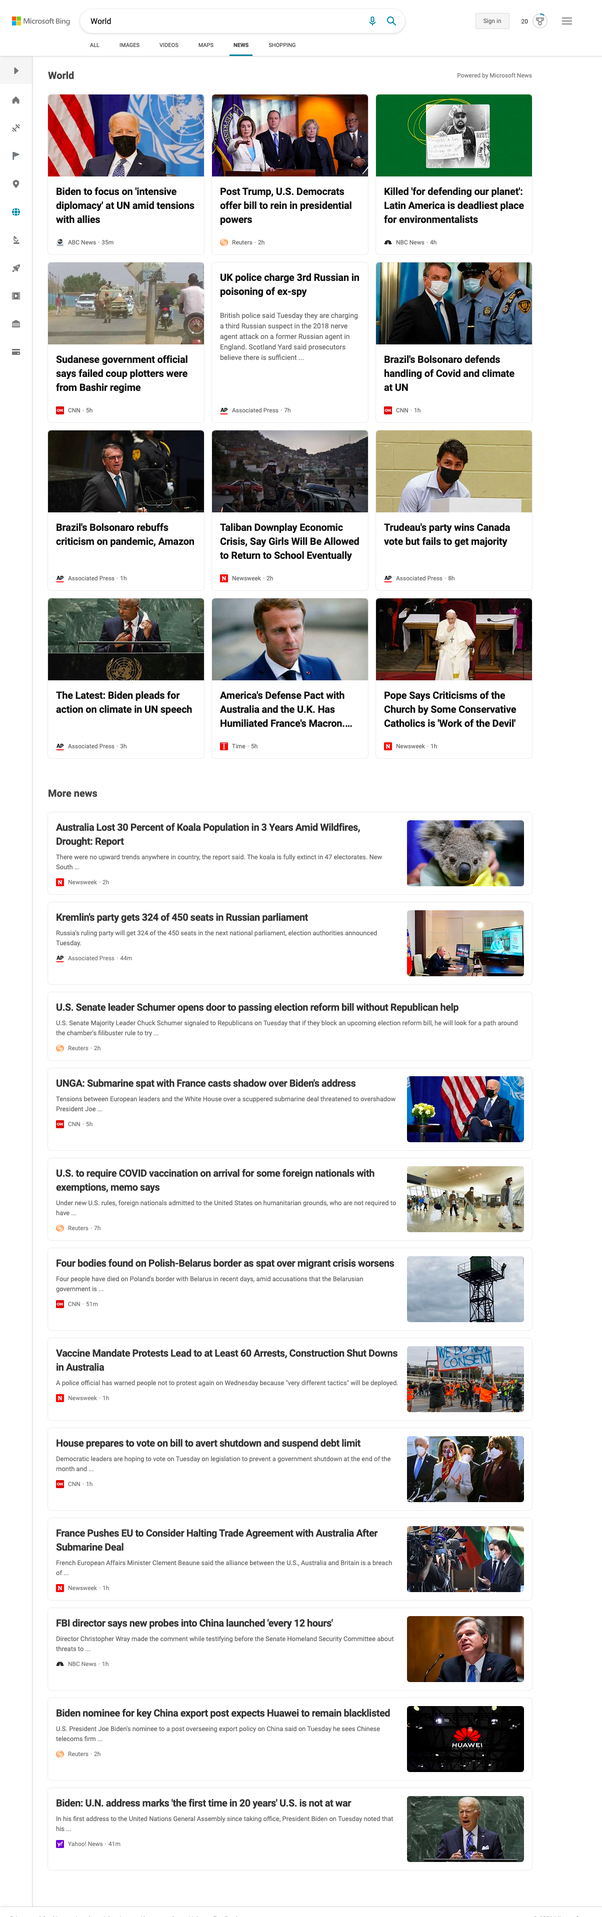 Microsoft Bing
World
Sign in
20
ALL
IMAGES
VIDEOS
MAPS
NEWS
SHOPPING
World
Powered by Microsoft News
Biden to focus on 'intensive
diplomacy' at UN amid tensions
with allies
ABC News · 35m
Post Trump, U.S. Democrats
offer bill to rein in presidential
powers
Reuters · 2h
Killed 'for defending our planet':
Latin America is deadliest place
for environmentalists
NBC News · 4h
Sudanese government official
says failed coup plotters were
from Bashir regime
CNN · 5h
UK police charge 3rd Russian in
poisoning of ex-spy
British police said Tuesday they are charging
a third Russian suspect in the 2018 nerve
agent attack on a former Russian agent in
England. Scotland Yard said prosecutors
believe there is sufficient ...
AP Associated Press · 7h
Brazil's Bolsonaro defends
handling of Covid and climate
at UN
CNN · 1h
Brazil's Bolsonaro rebuffs
criticism on pandemic, Amazon
AP Associated Press · 1h
Taliban Downplay Economic
Crisis, Say Girls Will Be Allowed
to Return to School Eventually
N Newsweek · 2h
Trudeau's party wins Canada
vote but fails to get majority
AP Associated Press · 8h
The Latest: Biden pleads for
action on climate in UN speech
AP Associated Press · 3h
America's Defense Pact with
Australia and the U.K. Has
Humiliated France's Macron....
T Time · 5h
Pope Says Criticisms of the
Church by Some Conservative
Catholics is 'Work of the Devil'
N Newsweek · 1h
More news
Australia Lost 30 Percent of Koala Population in 3 Years Amid Wildfires,
Drought: Report
There were no upward trends anywhere in country, the report said. The koala is fully extinct in 47 electorates. New
South ...
N Newsweek · 2h
Kremlin's party gets 324 of 450 seats in Russian parliament
Russia's ruling party will get 324 of the 450 seats in the next national parliament, election authorities announced
Tuesday.
AP Associated Press · 44m
U.S. Senate leader Schumer opens door to passing election reform bill without Republican help
U.S. Senate Majority Leader Chuck Schumer signaled to Republicans on Tuesday that if they block an upcoming election reform bill, he will look for a path around
the chamber's filibuster rule to try ...
Reuters · 2h
UNGA: Submarine spat with France casts shadow over Biden's address
Tensions between European leaders and the White House over a scuppered submarine deal threatened to overshadow
President Joe ...
CNN · 5h
U.S. to require COVID vaccination on arrival for some foreign nationals with
exemptions, memo says
Under new U.S. rules, foreign nationals admitted to the United States on humanitarian grounds, who are not required to
have ...
Reuters · 7h
Four bodies found on Polish-Belarus border as spat over migrant crisis worsens
Four people have died on Poland's border with Belarus in recent days, amid accusations that the Belarusian
government is ...
CNN · 51m
Vaccine Mandate Protests Lead to at Least 60 Arrests, Construction Shut Downs
in Australia
A police official has warned people not to protest again on Wednesday because "very different tactics" will be deployed.
N Newsweek · 1h
CONSENT
House prepares to vote on bill to avert shutdown and suspend debt limit
Democratic leaders are hoping to vote on Tuesday on legislation to prevent a government shutdown at the end of the
month and ...
CNN · 1h
France Pushes EU to Consider Halting Trade Agreement with Australia After
Submarine Deal
French European Affairs Minister Clement Beaune said the alliance between the U.S., Australia and Britain is a breach
of ...
N Newsweek · 1h
FBI director says new probes into China launched 'every 12 hours'
Director Christopher Wray made the comment while testifying before the Senate Homeland Security Committee about
threats to ...
NBC News · 1h
Biden nominee for key China export post expects Huawei to remain blacklisted
U.S. President Joe Biden's nominee to a post overseeing export policy on China said on Tuesday he sees Chinese
telecoms firm ...
Reuters · 2h
HUAWEI
Biden: U.N. address marks 'the first time in 20 years' U.S. is not at war
In his first address to the United Nations General Assembly since taking office, President Biden on Tuesday noted that
his ...
Yahoo! News · 41m